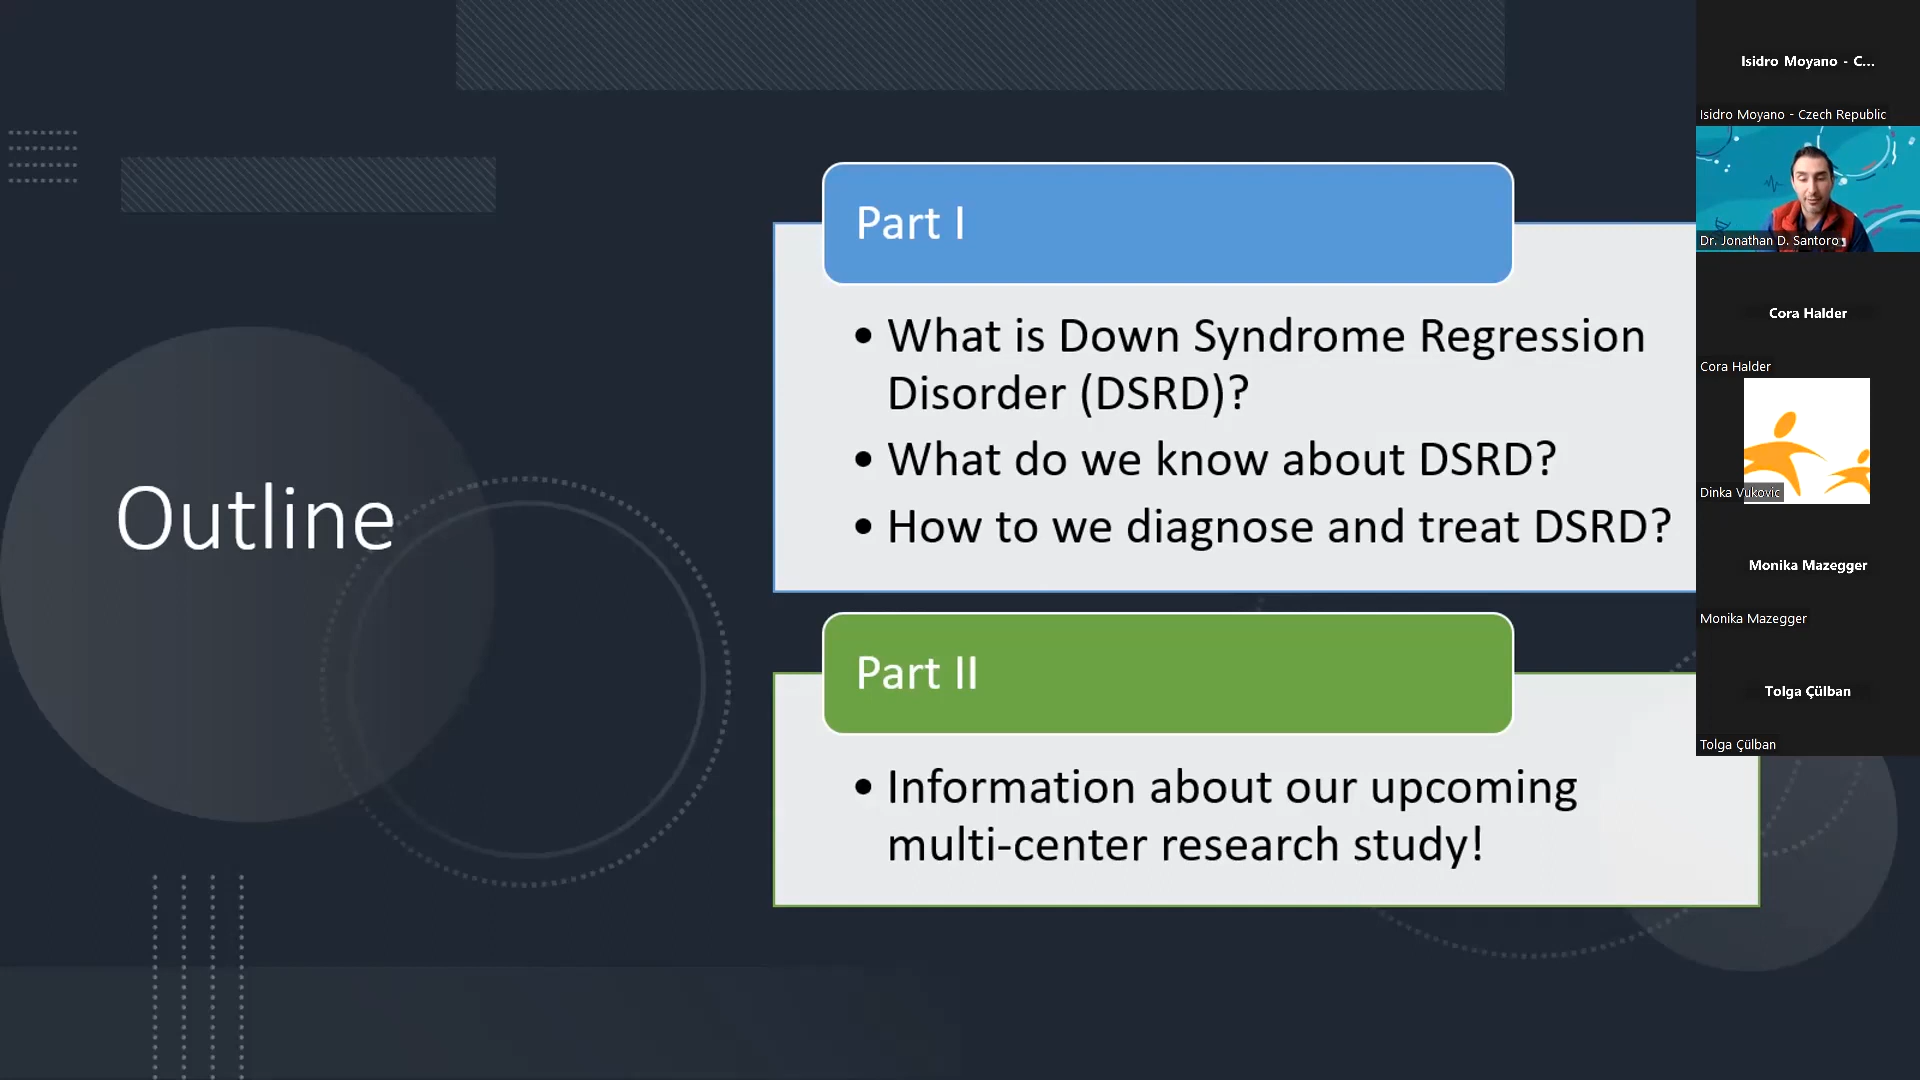 Outline
Part I
• What is Down Syndrome Regression
Disorder (DSRD)?
• What do we know about DSRD?
• How to we diagnose and treat DSRD?
Part II
• Information about our upcoming
multi-center research study!
Isidro Moyano - C...
Isidro Moyano - Czech Republic
Dr. Jonathan D. Santoro
Cora Halder
Cora Halder
Dinka Vukovic
Monika Mazegger
Monika Mazegger
Tolga Çülban
Tolga Çülban